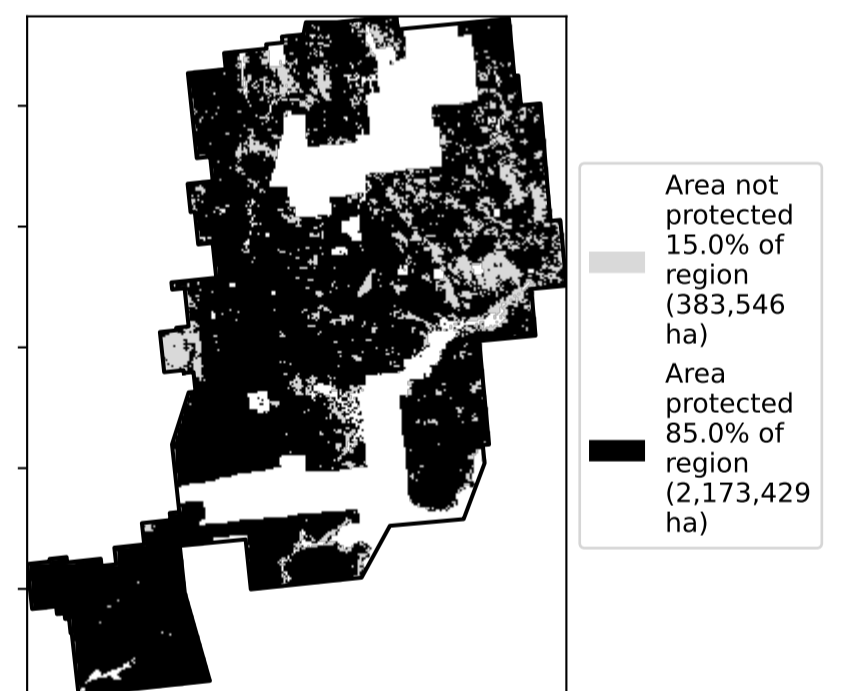 Area not
protected
15.0% of
region
(383,546
ha)
Area
protected
85.0% of
region
(2,173,429
ha)